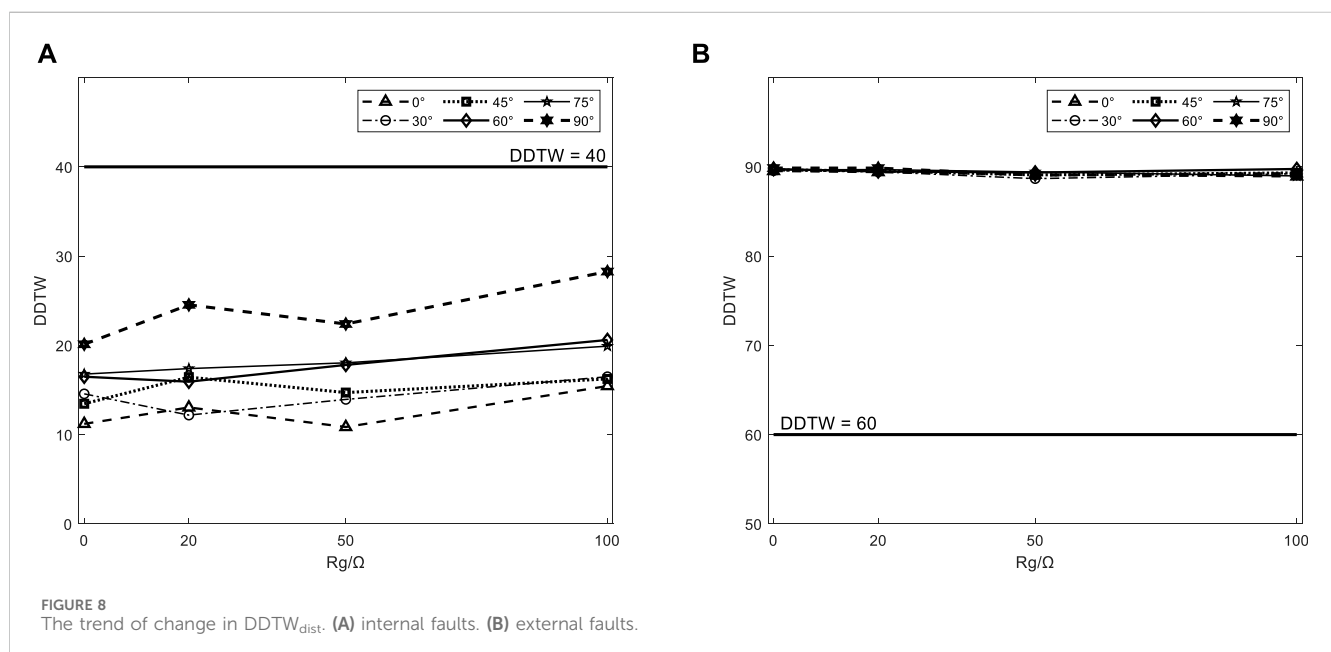 A
0° 45° 75°
30° 60° 90°
DDTW = 40
40
30
20
10
0
DDTW
0 20 50 100
Rg/Ω
B
0° 45° 75°
30° 60° 90°
90
80
70
60
50
DDTW
DDTW = 60
0 20 50 100
Rg/Ω
FIGURE 8
The trend of change in DDTWdist. (A) internal faults. (B) external faults.